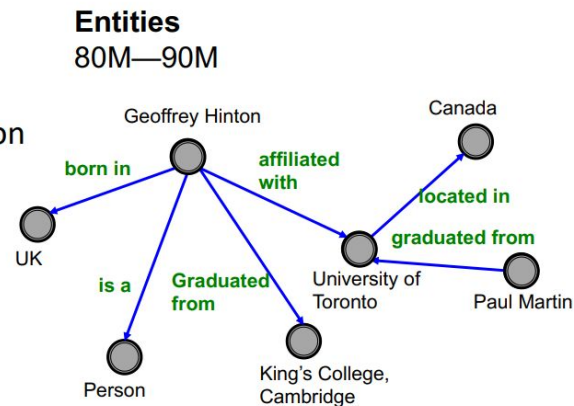 Entities
80M—90M
on
Geoffrey Hinton
Canada
born in
affiliated
with
located in
graduated from
UK
is a
Graduated
from
University of
Toronto
Paul Martin
Person
King's College,
Cambridge